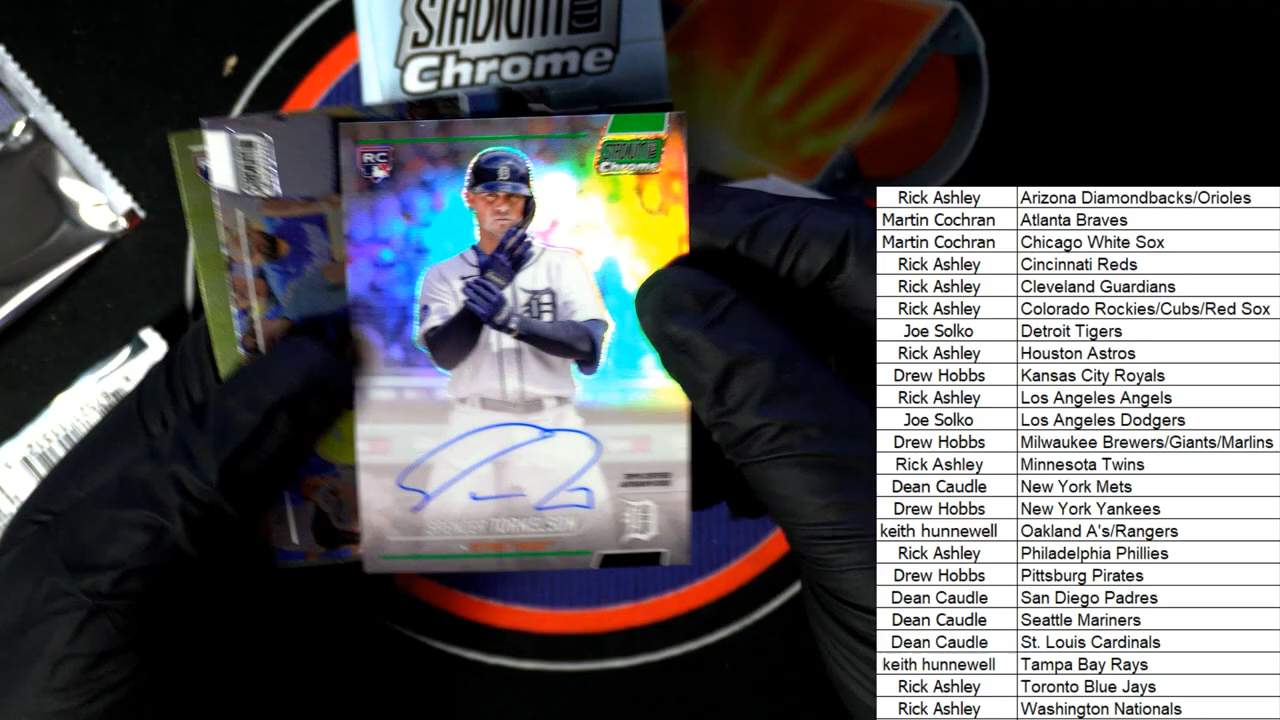 STADIUM CLUB
Chrome
RC
STADIUM CLUB
Chrome
D
D
SPENCER TORKELSON
D
Rick Ashley Arizona Diamondbacks/Orioles
Martin Cochran Atlanta Braves
Martin Cochran Chicago White Sox
Rick Ashley Cincinnati Reds
Rick Ashley Cleveland Guardians
Rick Ashley Colorado Rockies/Cubs/Red Sox
Joe Solko Detroit Tigers
Rick Ashley Houston Astros
Drew Hobbs Kansas City Royals
Rick Ashley Los Angeles Angels
Joe Solko Los Angeles Dodgers
Drew Hobbs Milwaukee Brewers/Giants/Marlins
Rick Ashley Minnesota Twins
Dean Caudle New York Mets
Drew Hobbs New York Yankees
keith hunnewell Oakland A's/Rangers
Rick Ashley Philadelphia Phillies
Drew Hobbs Pittsburg Pirates
Dean Caudle San Diego Padres
Dean Caudle Seattle Mariners
Dean Caudle St. Louis Cardinals
keith hunnewell Tampa Bay Rays
Rick Ashley Toronto Blue Jays
Rick Ashley Washington Nationals